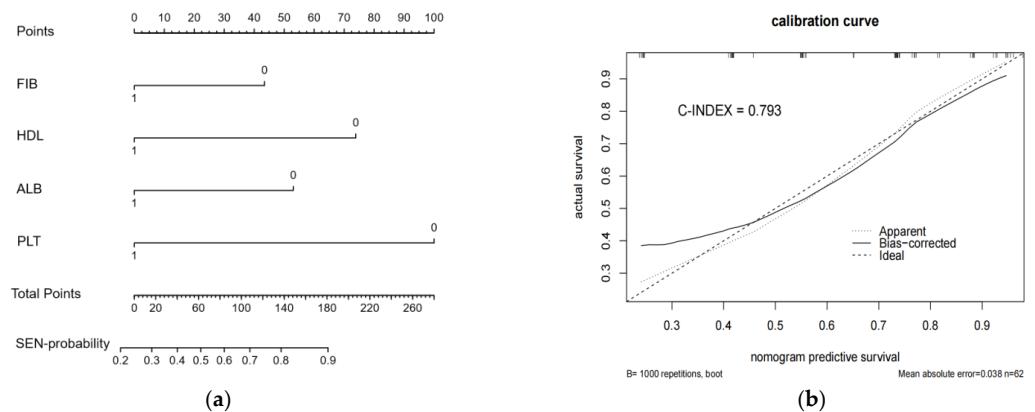 Points
0 10 20 30 40 50 60 70 80 90 100
FIB
0
1
HDL
0
1
ALB
0
1
PLT
0
1
Total Points
0 20 60 100 140 180 220 260
SEN-probability
0.2 0.3 0.4 0.5 0.6 0.7 0.8 0.9
(a)
calibration curve
C-INDEX = 0.793
actual survival
0.3 0.4 0.5 0.6 0.7 0.8 0.9
Apparent
Bias-corrected
Ideal
0.3 0.4 0.5 0.6 0.7 0.8 0.9
nomogram predictive survival
B= 1000 repetitions, boot
Mean absolute error=0.038 n=62
(b)